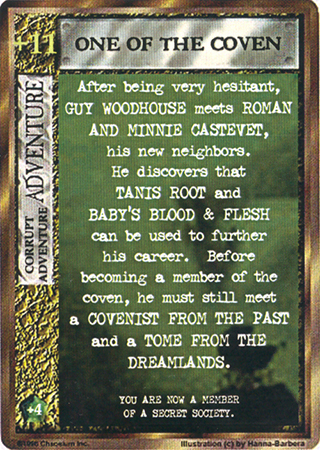 +11
ONE OF THE COVEN
CORRUPT
ADVENTURE
ADVENTURE
After being very hesitant,
GUY WOODHOUSE meets ROMAN
AND MINNIE CASTEVET,
his new neighbors.
He discovers that
TANIS ROOT and
BABY'S BLOOD & FLESH
can be used to further
his career. Before
becoming a member of the
coven, he must still meet
a COVENIST FROM THE PAST
and a TOME FROM THE
DREAMLANDS.
YOU ARE NOW A MEMBER
OF A SECRET SOCIETY.
+4
©1996 Chaosium Inc.
Illustration (c) by Hanna-Barbera